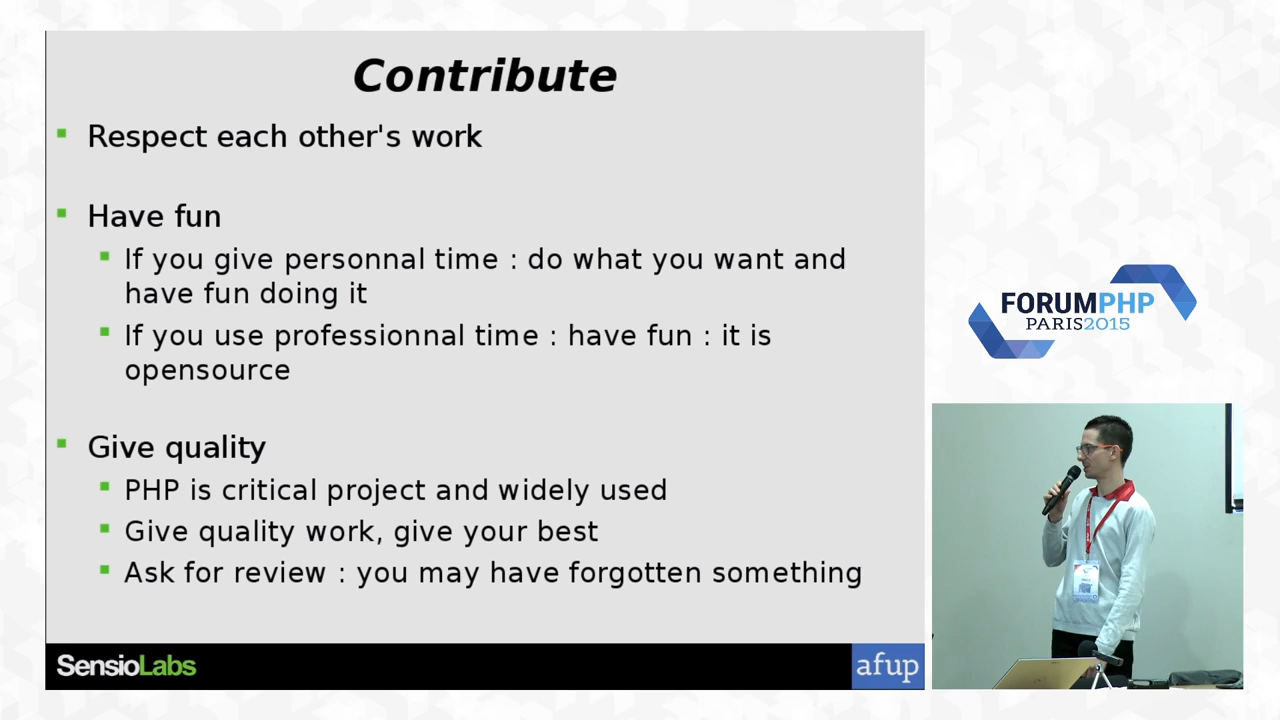 Contribute
Respect each other's work
Have fun
If you give personnal time : do what you want and
have fun doing it
If you use professionnal time : have fun : it is
opensource
Give quality
PHP is critical project and widely used
Give quality work, give your best
Ask for review : you may have forgotten something
SensioLabs
afup
FORUMPHP
PARIS2015